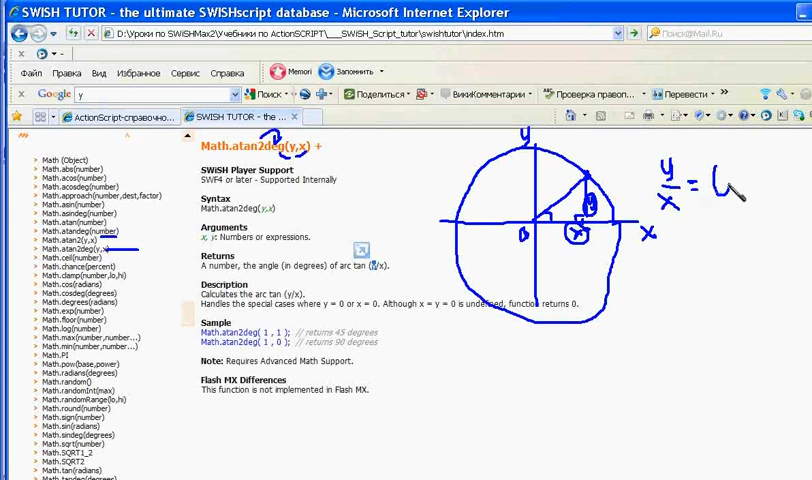 SWISH TUTOR - the ultimate SWISHscript database - Microsoft Internet Explorer
D:\Уроки по SWiSHMax2\Учебники по ActionSCRIPT\___SWiSH_Script_tutor\swishtutor\index.htm
Поиск@Mail.Ru
Файл Правка Вид Избранное Сервис Справка Memori Запомнить
Google y Поиск ВикиКомментарии Проверка правоп... Перевести
ActionScript-справочно... SWISH TUTOR - the ...
Math (Object)
Math.abs(number)
Math.acos(number)
Math.acosdeg(number)
Math.approach(number,dest,factor)
Math.asin(number)
Math.asindeg(number)
Math.atan(number)
Math.atandeg(number)
Math.atan2(y,x)
Math.atan2deg(y,x)
Math.ceil(number)
Math.chance(percent)
Math.clamp(number,lo,hi)
Math.cos(radians)
Math.cosdeg(degrees)
Math.degrees(radians)
Math.exp(number)
Math.floor(number)
Math.log(number)
Math.max(number,number...)
Math.min(number,number...)
Math.PI
Math.pow(base,power)
Math.radians(degrees)
Math.random()
Math.randomInt(max)
Math.randomRange(lo,hi)
Math.round(number)
Math.sign(number)
Math.sin(radians)
Math.sindeg(degrees)
Math.sqrt(number)
Math.SQRT1_2
Math.SQRT2
Math.tan(radians)
Math.tandeg(degrees)
Math.atan2deg(y,x) +
SWiSH Player Support
SWF4 or later - Supported Internally
Syntax
Math.atan2deg(y,x)
Arguments
x, y: Numbers or expressions.
Returns
A number, the angle (in degrees) of arc tan (y/x).
Description
Calculates the arc tan (y/x).
Handles the special cases where y = 0 or x = 0. Although x = y = 0 is undefined, function returns 0.
Sample
Math.atan2deg( 1 , 1 ); // returns 45 degrees
Math.atan2deg( 1 , 0 ); // returns 90 degrees
Note: Requires Advanced Math Support.
Flash MX Differences
This function is not implemented in Flash MX.
y
y
0
x
x
y
x =